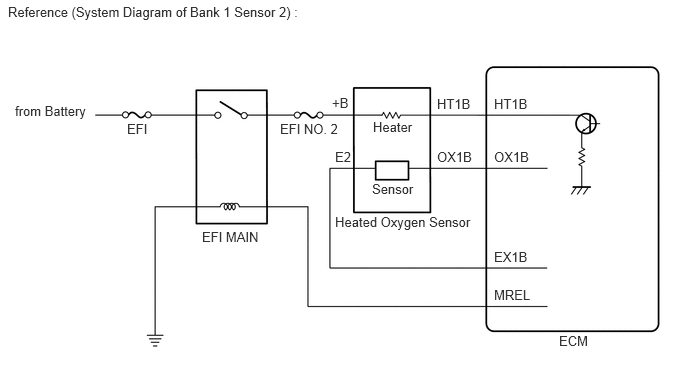 Reference (System Diagram of Bank 1 Sensor 2) :
from Battery
EFI
EFI MAIN
EFI NO. 2
+B
Heater
E2
Sensor
Heated Oxygen Sensor
HT1B
HT1B
OX1B
OX1B
EX1B
MREL
ECM